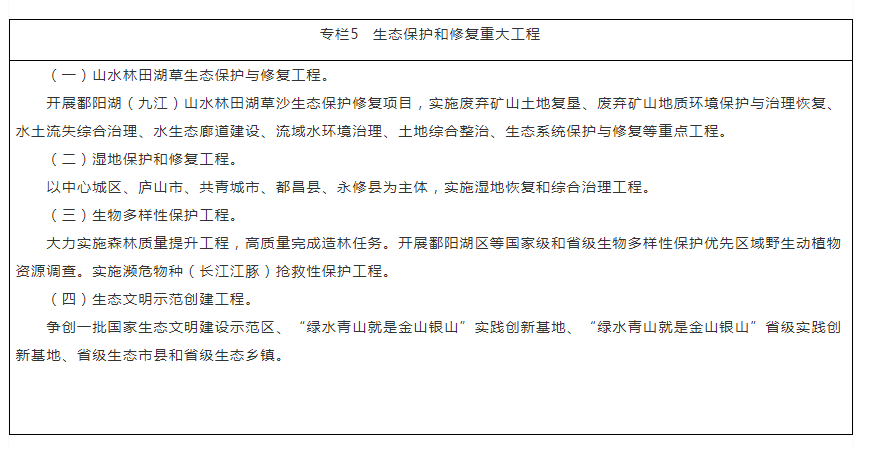 专栏5 生态保护和修复重大工程
（一）山水林田湖草生态保护与修复工程。
开展鄱阳湖（九江）山水林田湖草沙生态保护修复项目，实施废弃矿山土地复垦、废弃矿山地质环境保护与治理恢复、
水土流失综合治理、水生态廊道建设、流域水环境治理、土地综合整治、生态系统保护与修复等重点工程。
（二）湿地保护和修复工程。
以中心城区、庐山市、共青城市、都昌县、永修县为主体，实施湿地恢复和综合治理工程。
（三）生物多样性保护工程。
大力实施森林质量提升工程，高质量完成造林任务。开展鄱阳湖区等国家级和省级生物多样性保护优先区域野生动植物
资源调查。实施濒危物种（长江江豚）抢救性保护工程。
（四）生态文明示范创建工程。
争创一批国家生态文明建设示范区、“绿水青山就是金山银山”实践创新基地、“绿水青山就是金山银山”省级实践创
新基地、省级生态市县和省级生态乡镇。